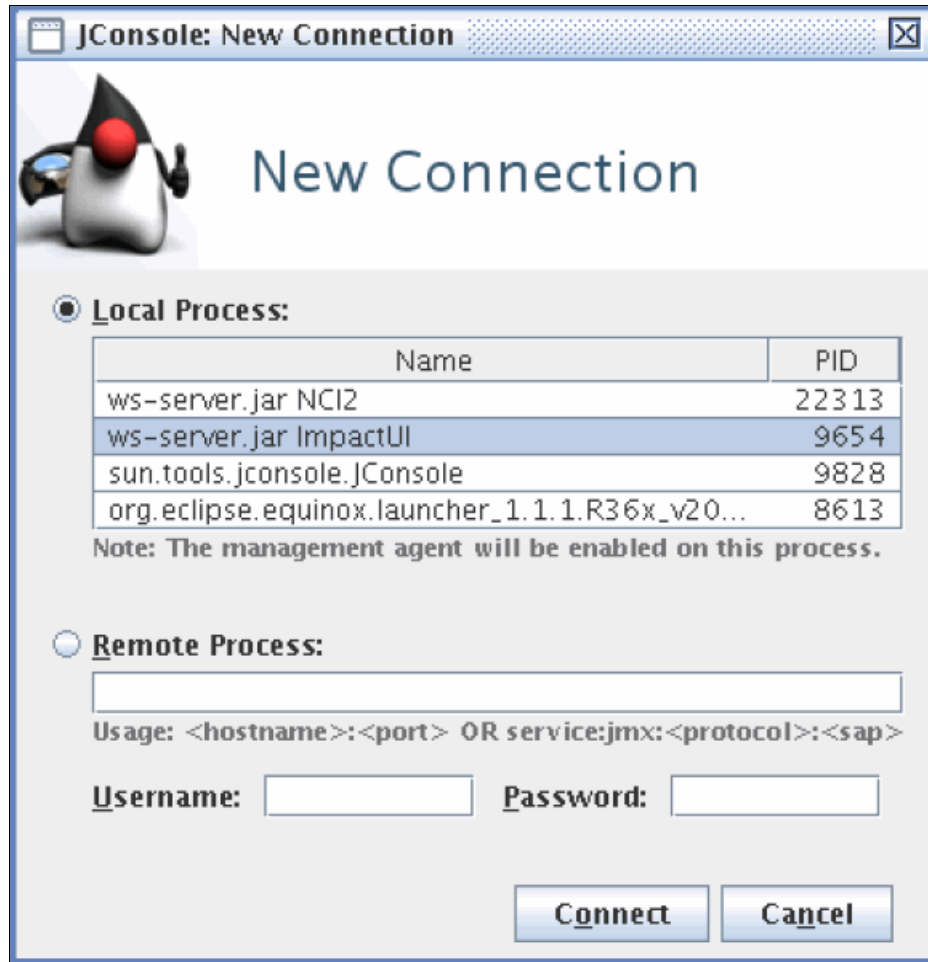 JConsole: New Connection
New Connection
Local Process:
Name PID
ws-server.jar NCI2 22313
ws-server.jar ImpactUI 9654
sun.tools.jconsole.JConsole 9828
org.eclipse.equinox.launcher_1.1.1.R36x_v20... 8613
Note: The management agent will be enabled on this process.
Remote Process:
Usage: <hostname>:<port> OR service:jmx:<protocol>:<sap>
Username: Password:
Connect Cancel